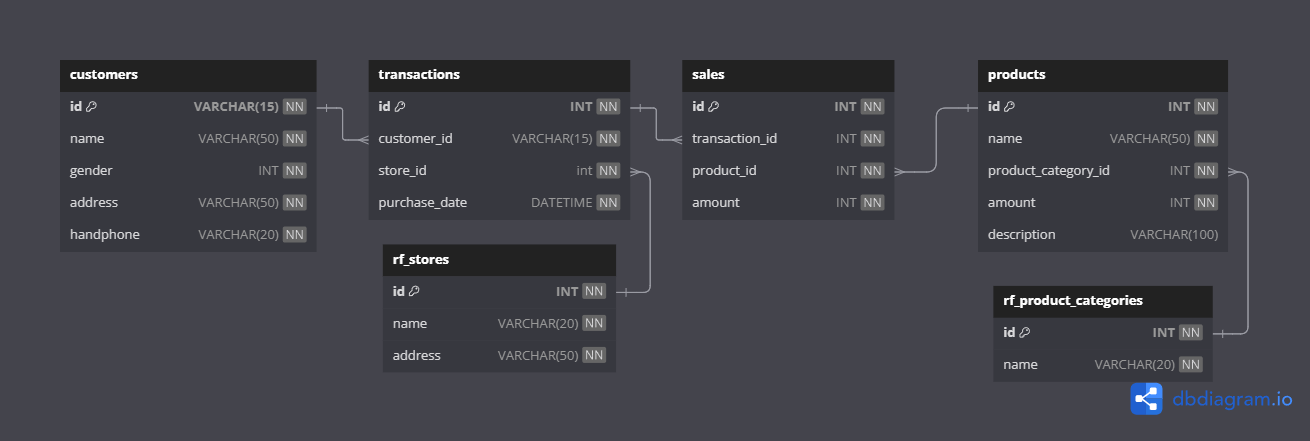 customers
id VARCHAR(15) NN
name VARCHAR(50) NN
gender INT NN
address VARCHAR(50) NN
handphone VARCHAR(20) NN
transactions
id INT NN
customer_id VARCHAR(15) NN
store_id int NN
purchase_date DATETIME NN
rf_stores
id INT NN
name VARCHAR(20) NN
address VARCHAR(50) NN
sales
id INT NN
transaction_id INT NN
product_id INT NN
amount INT NN
products
id INT NN
name VARCHAR(50) NN
product_category_id INT NN
amount INT NN
description VARCHAR(100)
rf_product_categories
id INT NN
name VARCHAR(20) NN
dbdiagram.io